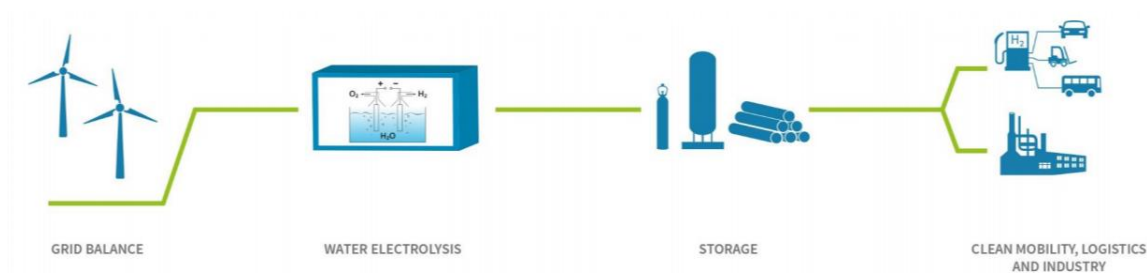 + −
O₂ H₂
H₂O
H₂
GRID BALANCE
WATER ELECTROLYSIS
STORAGE
CLEAN MOBILITY, LOGISTICS
AND INDUSTRY